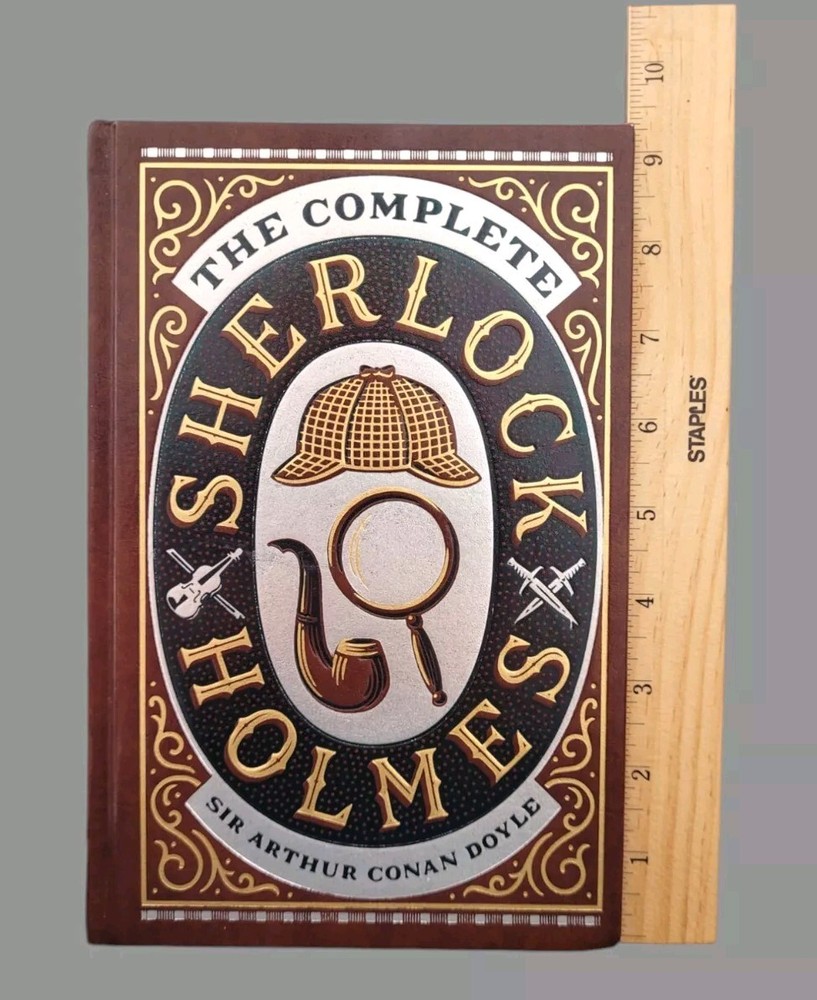 THE COMPLETE
SHERLOCK
HOLMES
SIR ARTHUR CONAN DOYLE
10
9
8
7
6
5
4
3
2
1
STAPLES